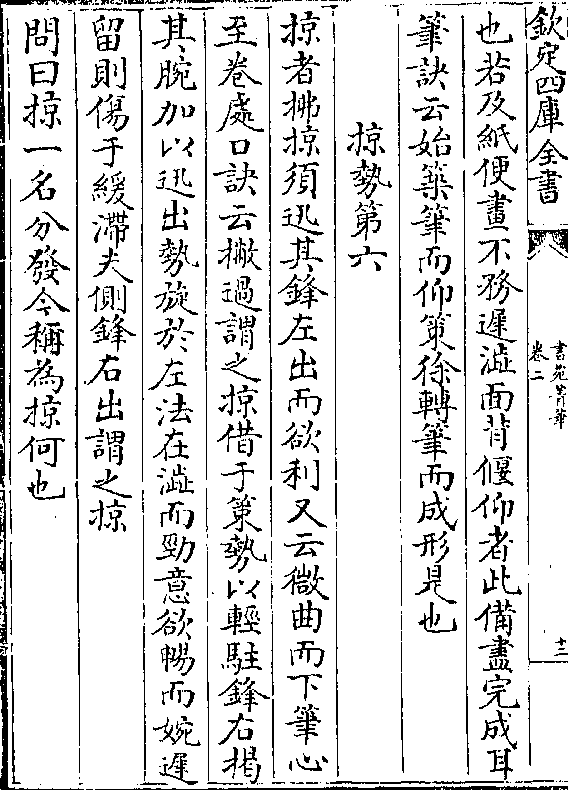 欽定四庫全書
書苑菁華
卷二
十三
也若及紙便畫不務遲澁面背偃仰者此備盡完成耳
筆訣云始築筆而仰策徐轉筆而成形是也
掠勢第六
掠者拂掠須迅其鋒左出而欲利又云微曲而下筆心
至卷處口訣云撇過謂之掠借于策勢以輕駐鋒右揭
其腕加以迅出勢旋於左法在澁而勁意欲暢而婉遲
留則傷于緩滯夫側鋒右出謂之掠
問曰掠一名分發今稱為掠何也